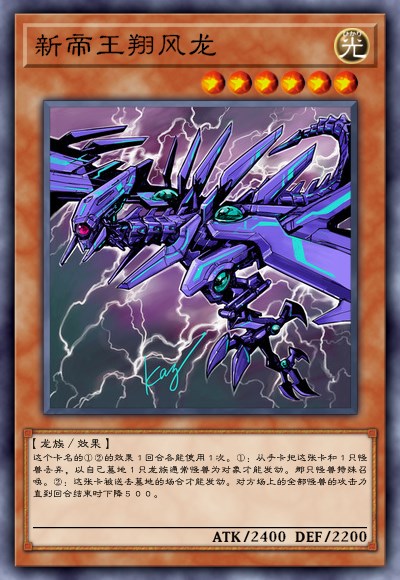 新帝王翔风龙
光
ひかり
Kaz
【龙族／效果】
这个卡名的①②的效果1回合各能使用1次。①：从手卡把这张卡和1只怪
兽丢弃，以自己墓地1只龙族通常怪兽为对象才能发动。那只怪兽特殊召
唤。②：这张卡被送去墓地的场合才能发动。对方场上的全部怪兽的攻击力
直到回合结束时下降500。
ATK/2400 DEF/2200